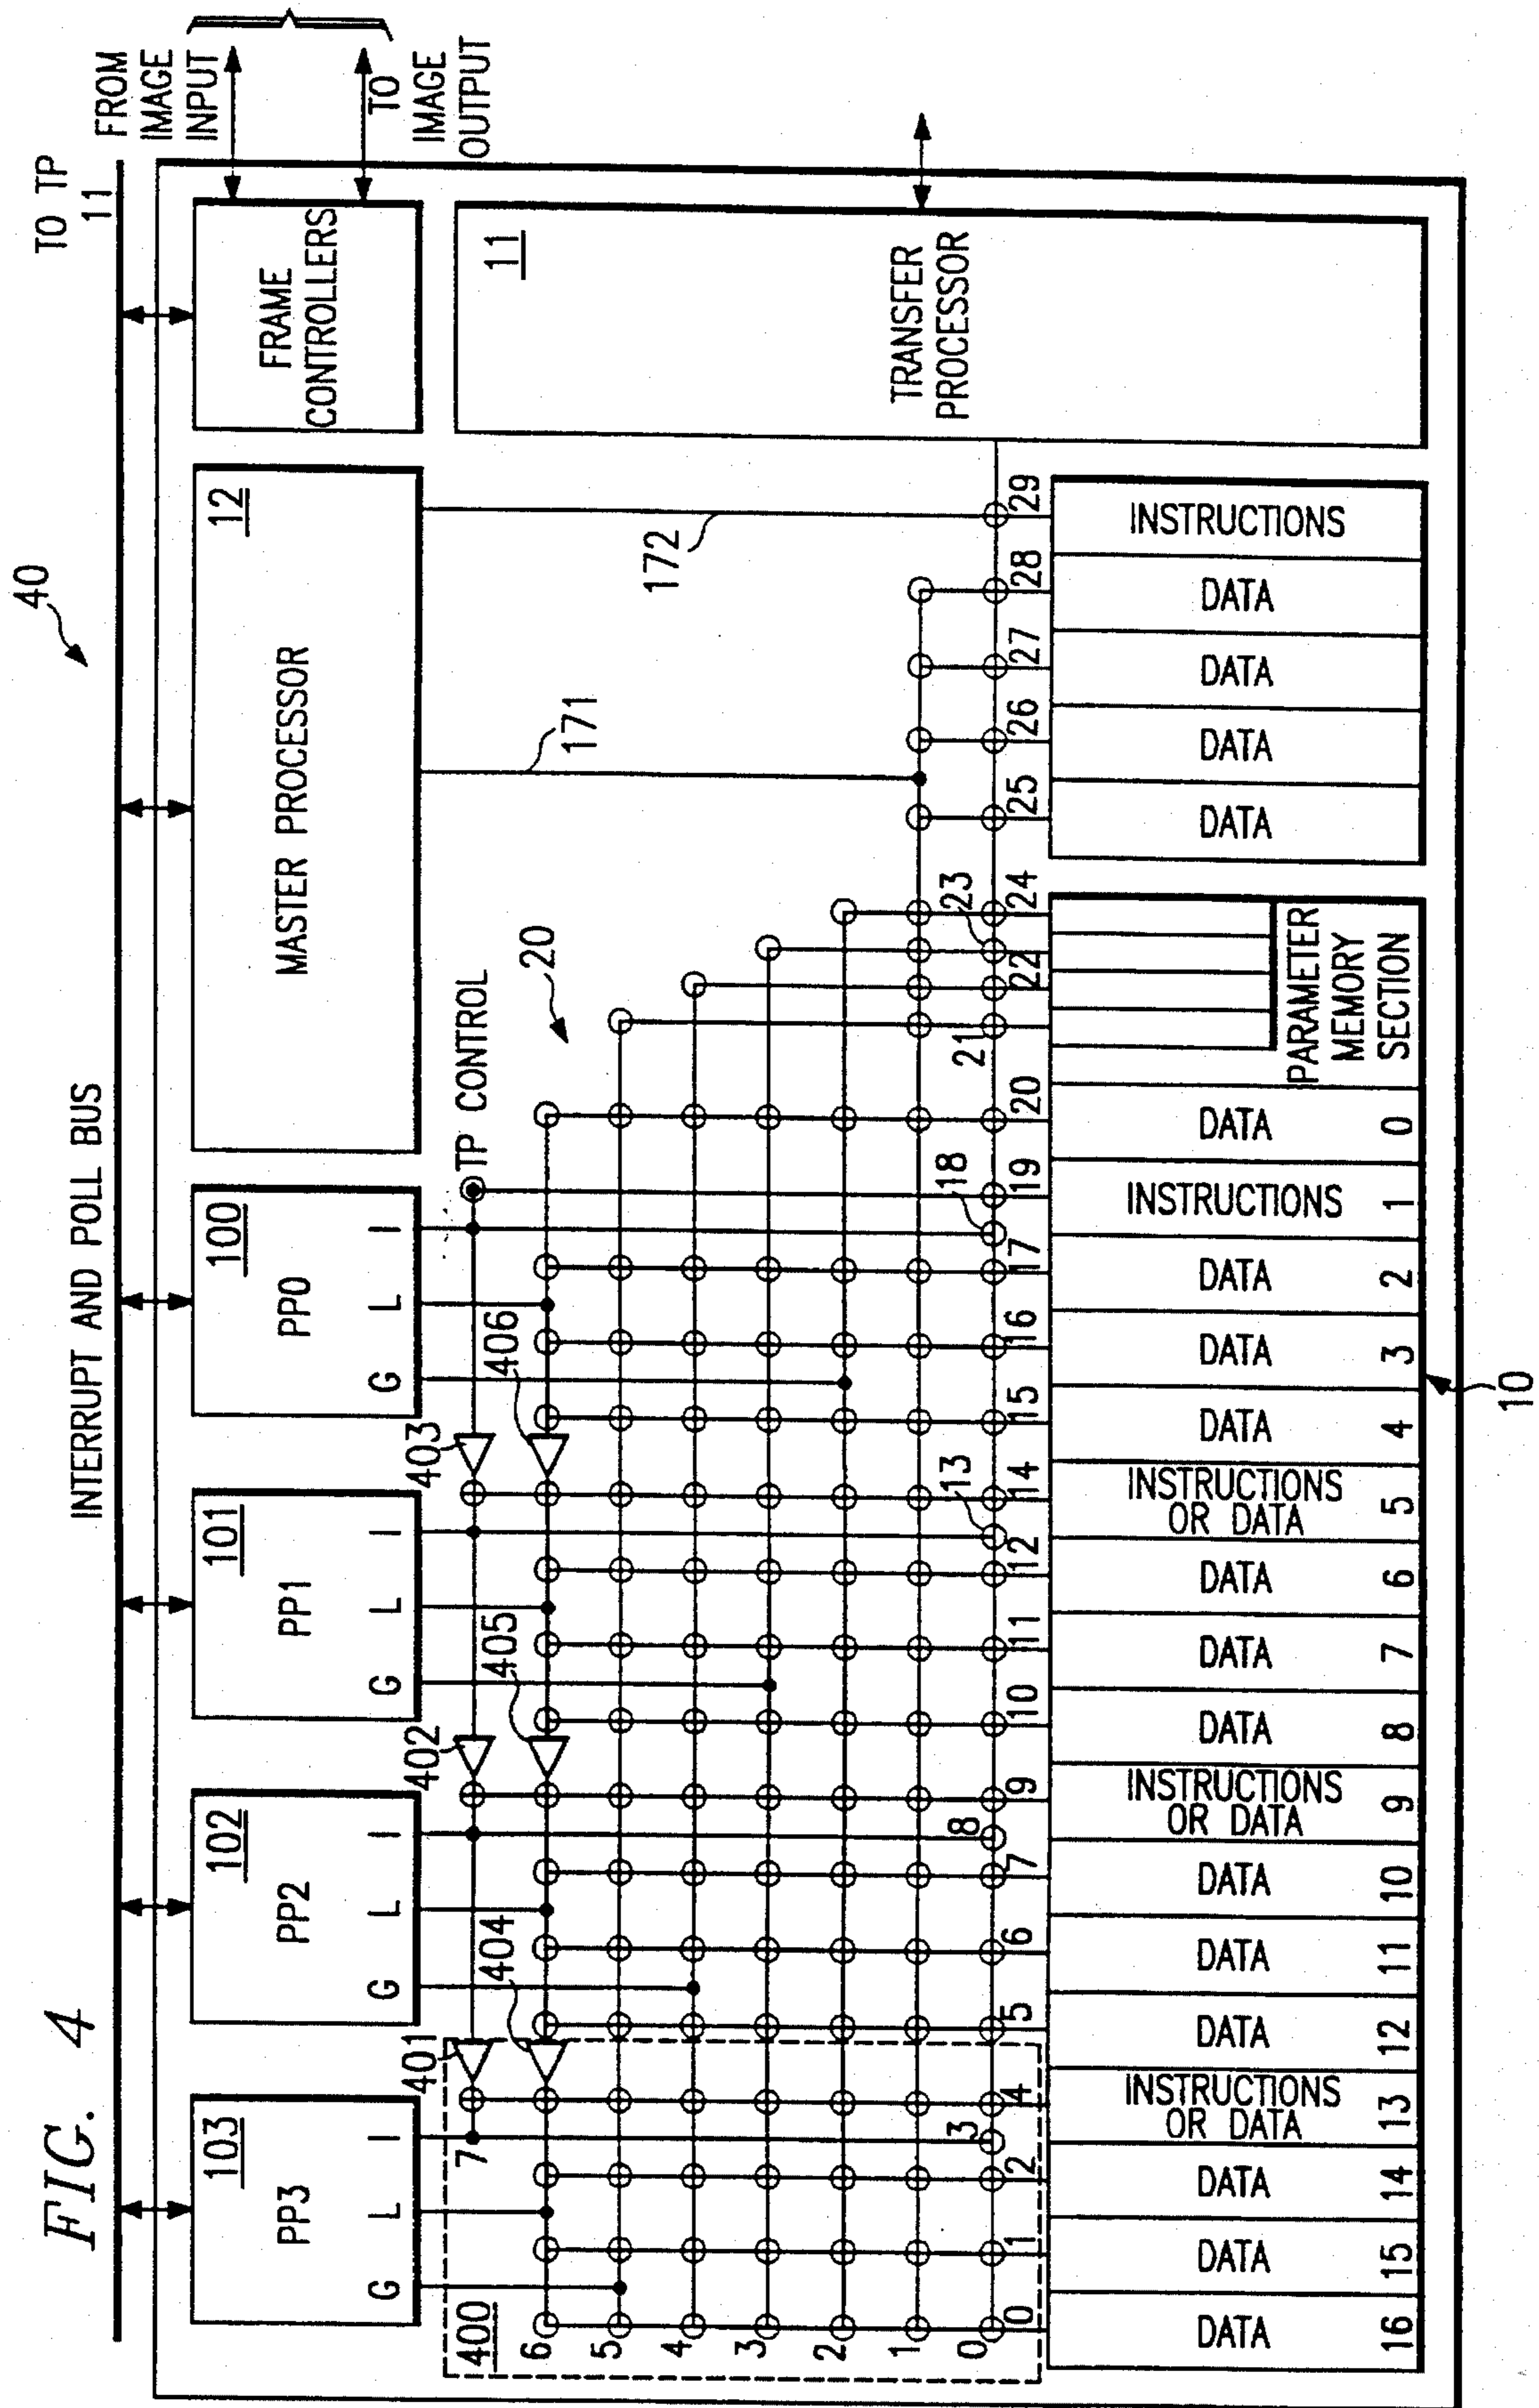 FIG. 4
40
INTERRUPT AND POLL BUS
TO TP
11
FROM
IMAGE
INPUT
TO
IMAGE
OUTPUT
103
PP3
G L I
102
PP2
G L I
101
PP1
G L I
100
PP0
G L I
12
MASTER PROCESSOR
FRAME
CONTROLLERS
400
7
401
402
403
TP CONTROL
404
405
406
20
171
172
11
TRANSFER
PROCESSOR
6
5
4
3
2
1
0
0 1 2 3 4 5 6 7 8 9 10 11 12 13 14 15 16 17 18 19 20 21 22 23 24 25 26 27 28 29
DATA
16
DATA
15
DATA
14
INSTRUCTIONS
OR DATA
13
DATA
12
DATA
11
DATA
10
INSTRUCTIONS
OR DATA
9
DATA
8
DATA
7
DATA
6
INSTRUCTIONS
OR DATA
5
DATA
4
DATA
3
DATA
2
INSTRUCTIONS
1
DATA
0
PARAMETER
MEMORY
SECTION
DATA
DATA
DATA
DATA
INSTRUCTIONS
10